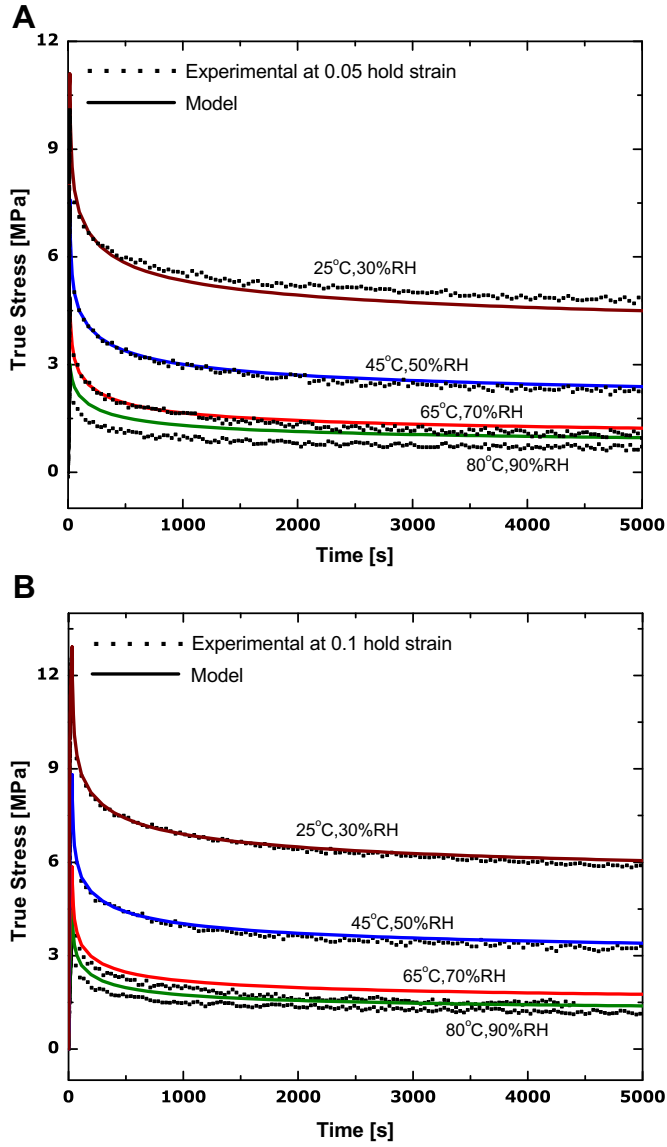 A
12
Experimental at 0.05 hold strain
Model
9
True Stress [MPa]
6
25°C,30%RH
3
45°C,50%RH
65°C,70%RH
80°C,90%RH
0
0 1000 2000 3000 4000 5000
Time [s]
B
Experimental at 0.1 hold strain
Model
12
9
True Stress [MPa]
25°C,30%RH
6
45°C,50%RH
3
65°C,70%RH
80°C,90%RH
0
0 1000 2000 3000 4000 5000
Time [s]